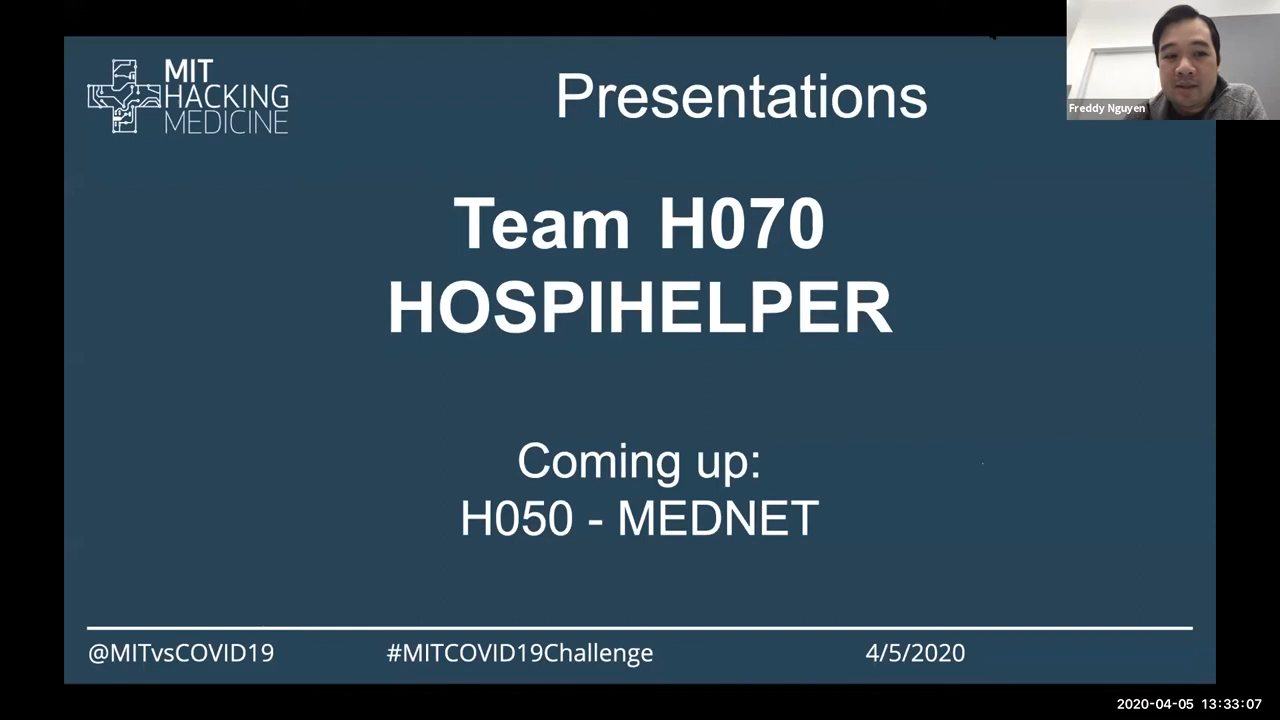 MIT
HACKING
MEDICINE
Presentations
Freddy Nguyen
Team H070
HOSPIHELPER
Coming up:
H050 - MEDNET
@MITvsCOVID19
#MITCOVID19Challenge
4/5/2020
2020-04-05 13:33:07